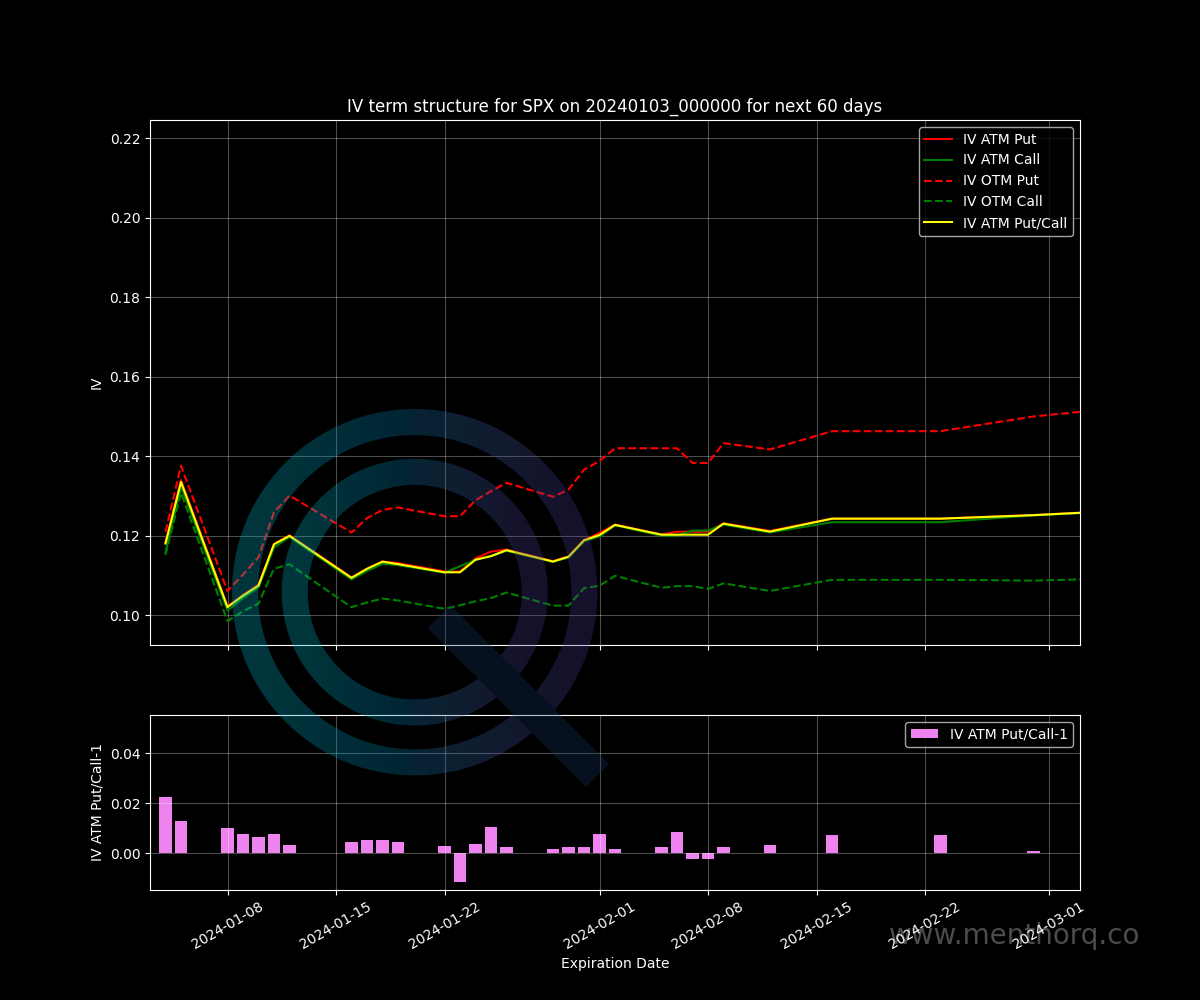 IV term structure for SPX on 20240103_000000 for next 60 days
0.22
0.20
0.18
0.16
0.14
0.12
0.10
IV
IV ATM Put
IV ATM Call
IV OTM Put
IV OTM Call
IV ATM Put/Call
0.04
0.02
0.00
IV ATM Put/Call-1
IV ATM Put/Call-1
2024-01-08
2024-01-15
2024-01-22
2024-02-01
2024-02-08
2024-02-15
2024-02-22
2024-03-01
www.menthorq.co
Expiration Date